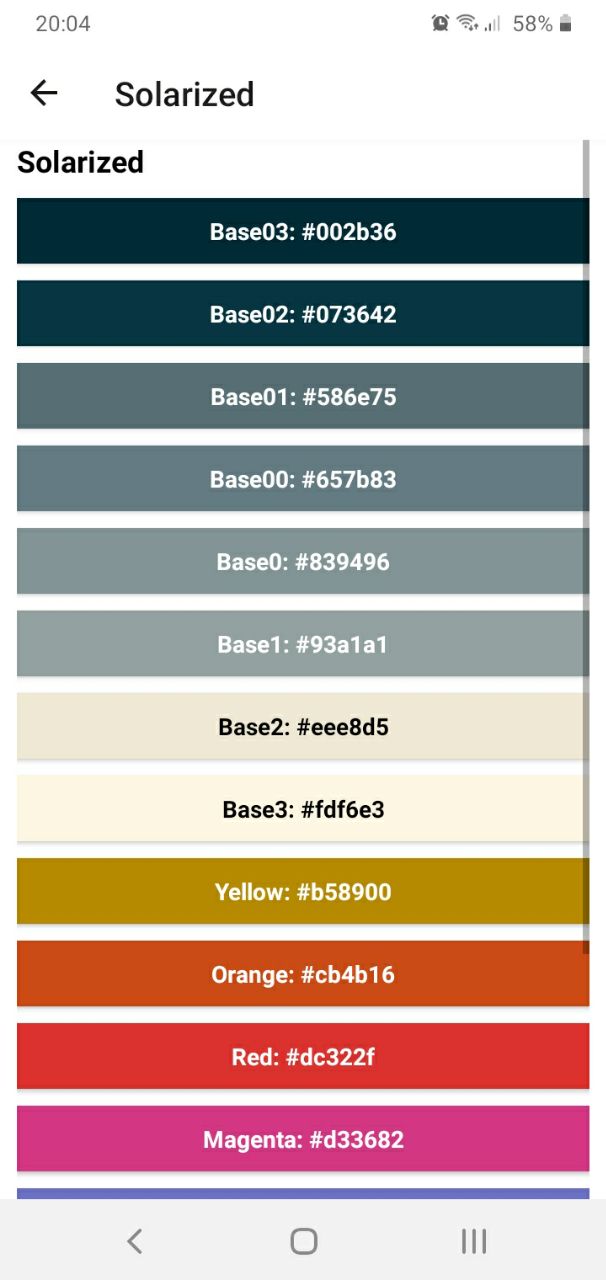 20:04
58%
Solarized
Solarized
Base03: #002b36
Base02: #073642
Base01: #586e75
Base00: #657b83
Base0: #839496
Base1: #93a1a1
Base2: #eee8d5
Base3: #fdf6e3
Yellow: #b58900
Orange: #cb4b16
Red: #dc322f
Magenta: #d33682